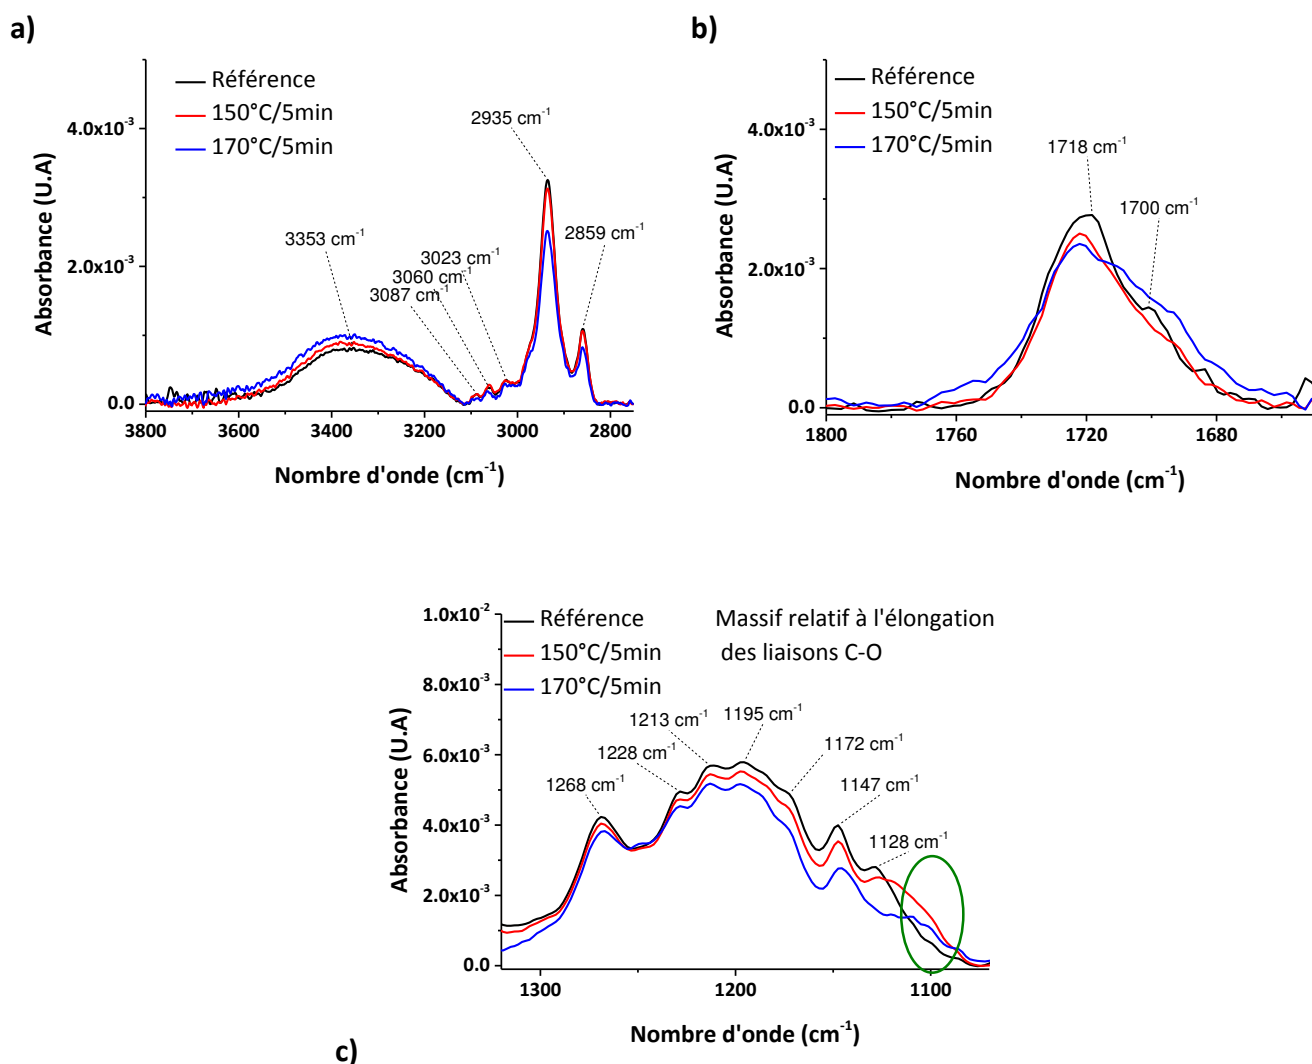 a)
Référence
150°C/5min
170°C/5min
Absorbance (U.A)
4.0x10⁻³
2.0x10⁻³
0.0
2935 cm⁻¹
3353 cm⁻¹
3023 cm⁻¹
3060 cm⁻¹
3087 cm⁻¹
2859 cm⁻¹
3800 3600 3400 3200 3000 2800
Nombre d'onde (cm⁻¹)
b)
Référence
150°C/5min
170°C/5min
Absorbance (U.A)
4.0x10⁻³
2.0x10⁻³
0.0
1718 cm⁻¹
1700 cm⁻¹
1800 1760 1720 1680
Nombre d'onde (cm⁻¹)
Référence
150°C/5min
170°C/5min
Massif relatif à l'élongation
des liaisons C-O
Absorbance (U.A)
1.0x10⁻²
8.0x10⁻³
6.0x10⁻³
4.0x10⁻³
2.0x10⁻³
0.0
1268 cm⁻¹
1228 cm⁻¹
1213 cm⁻¹
1195 cm⁻¹
1172 cm⁻¹
1147 cm⁻¹
1128 cm⁻¹
1300 1200 1100
Nombre d'onde (cm⁻¹)
c)